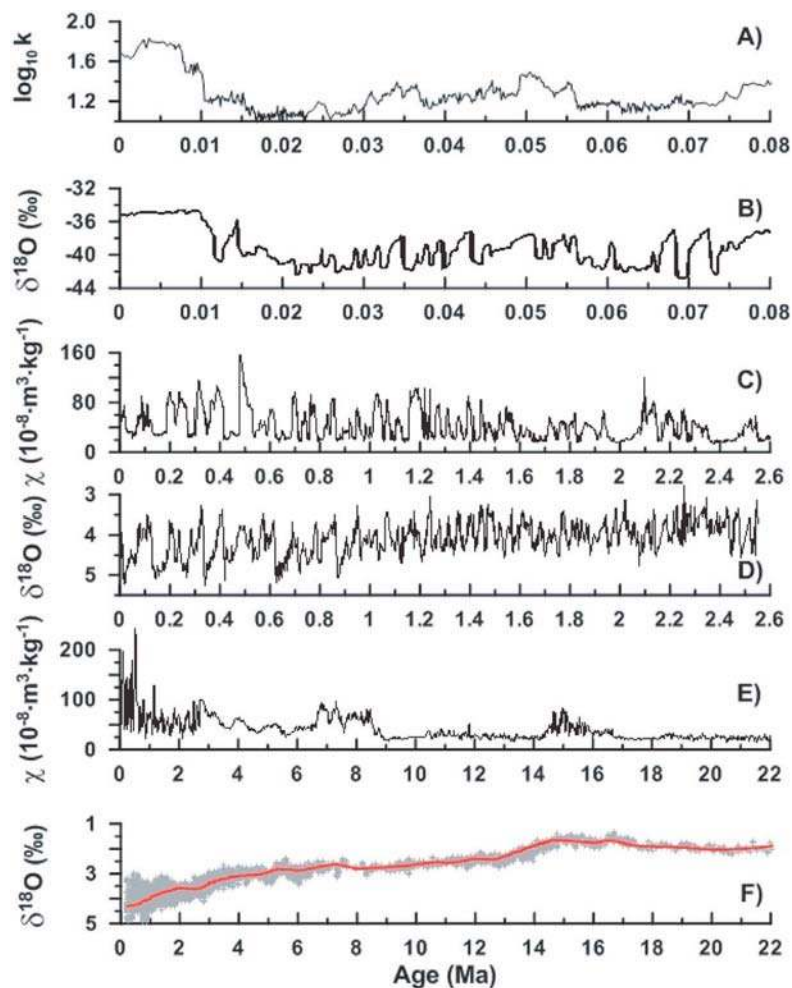 log₁₀ k
2.0
1.6
1.2
A)
0 0.01 0.02 0.03 0.04 0.05 0.06 0.07 0.08
δ¹⁸O (‰)
-32
-36
-40
-44
B)
0 0.01 0.02 0.03 0.04 0.05 0.06 0.07 0.08
χ (10⁻⁸·m³·kg⁻¹)
160
80
0
C)
0 0.2 0.4 0.6 0.8 1 1.2 1.4 1.6 1.8 2 2.2 2.4 2.6
δ¹⁸O (‰)
3
4
5
D)
0 0.2 0.4 0.6 0.8 1 1.2 1.4 1.6 1.8 2 2.2 2.4 2.6
χ (10⁻⁸·m³·kg⁻¹)
200
100
0
E)
0 2 4 6 8 10 12 14 16 18 20 22
δ¹⁸O (‰)
1
3
5
F)
0 2 4 6 8 10 12 14 16 18 20 22
Age (Ma)